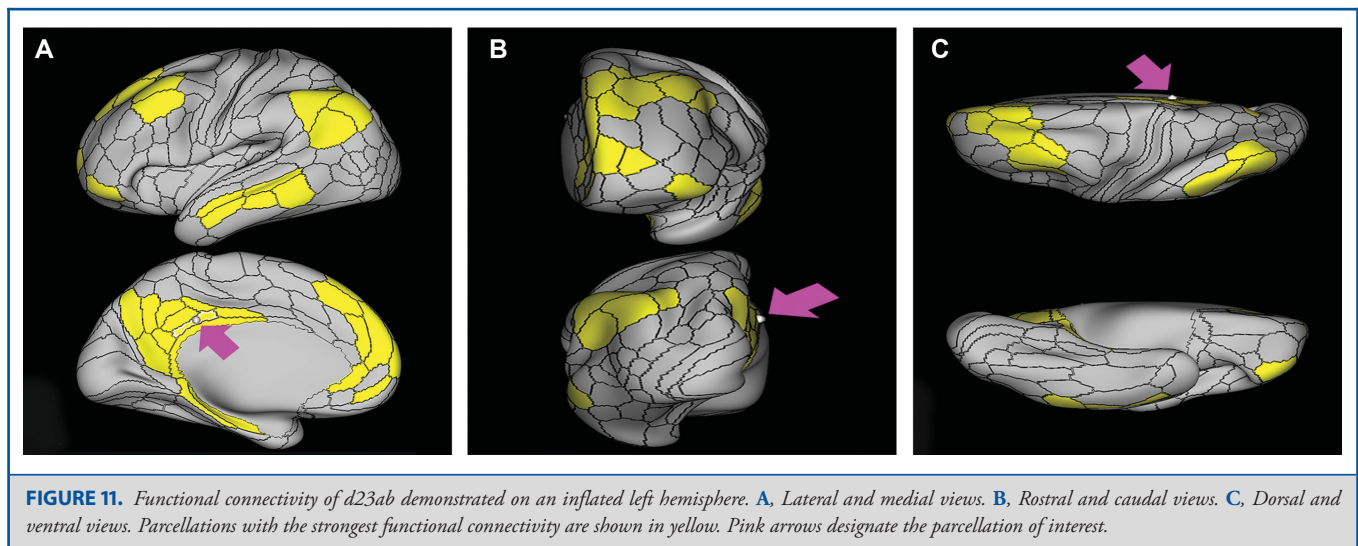 A
B
C
FIGURE 11. Functional connectivity of d23ab demonstrated on an inflated left hemisphere. A, Lateral and medial views. B, Rostral and caudal views. C, Dorsal and
ventral views. Parcellations with the strongest functional connectivity are shown in yellow. Pink arrows designate the parcellation of interest.